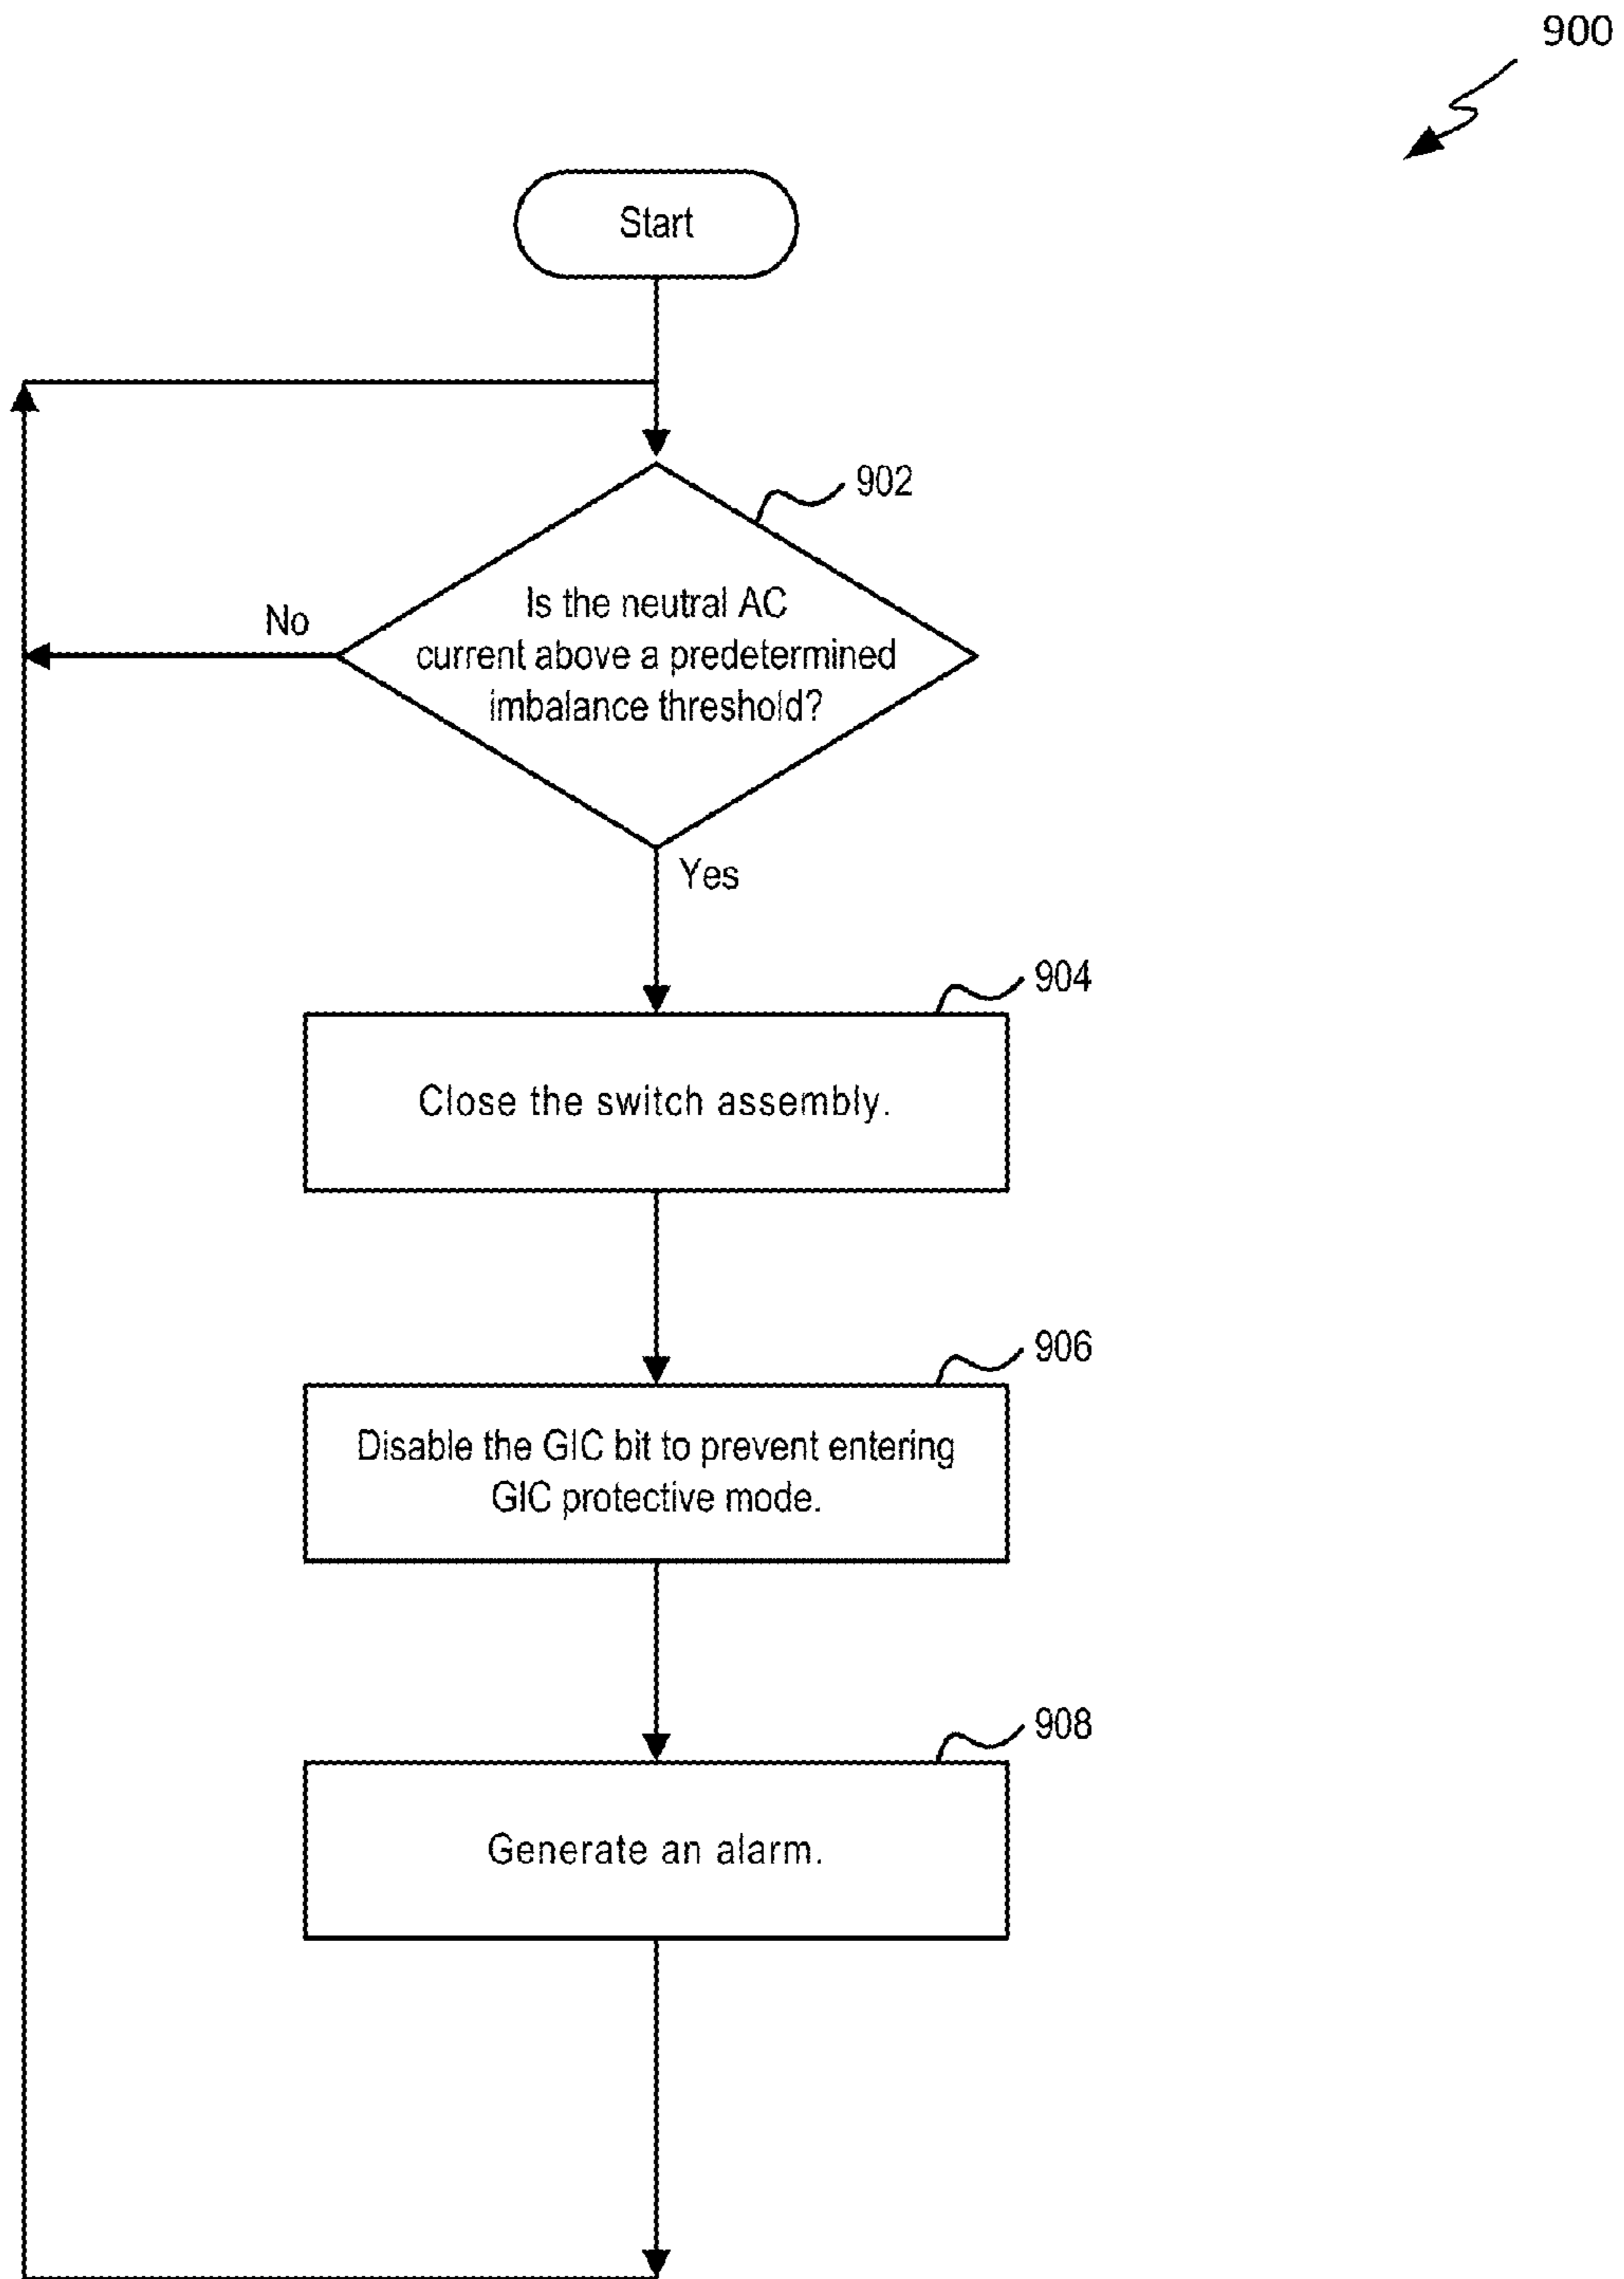 900
Start
902
Is the neutral AC
current above a predetermined
imbalance threshold?
No
Yes
904
Close the switch assembly.
906
Disable the GIC bit to prevent entering
GIC protective mode.
908
Generate an alarm.